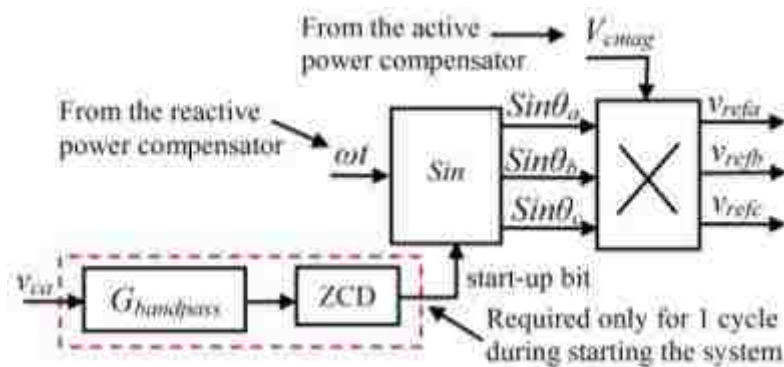 From the active
power compensator
V_cmag
From the reactive
power compensator
ωt
Sin
Sinθ_a
Sinθ_b
Sinθ_c
v_refa
v_refb
v_refc
v_ca
G_bandpass
ZCD
start-up bit
Required only for 1 cycle
during starting the system